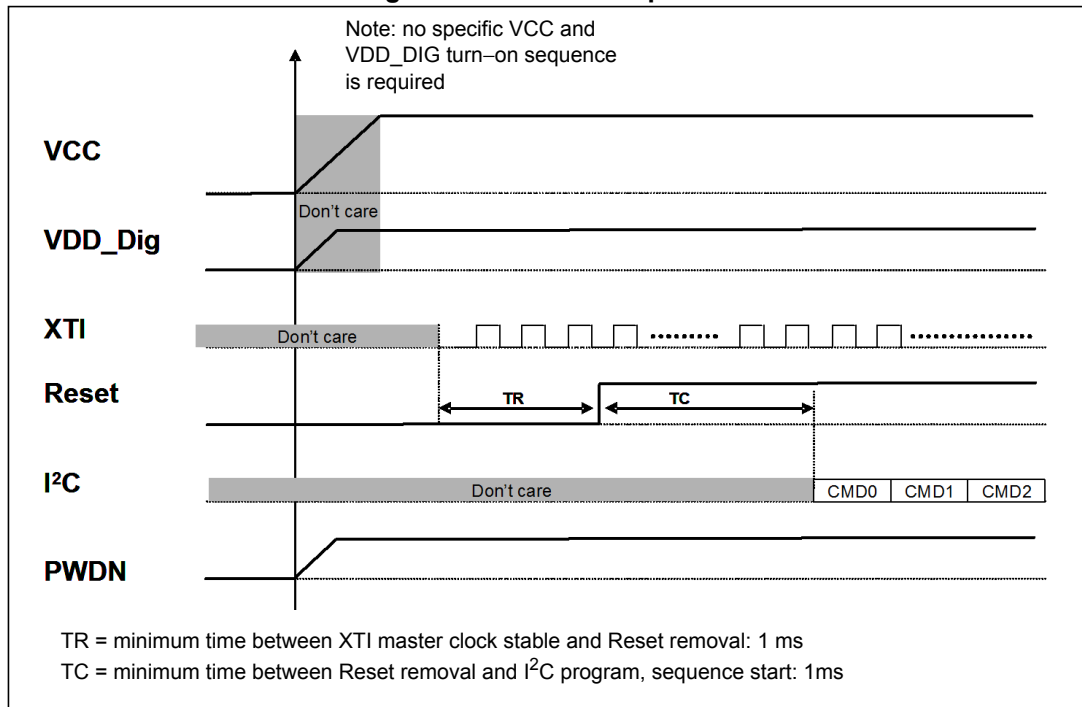 Note: no specific VCC and
VDD_DIG turn–on sequence
is required
VCC
Don't care
VDD_Dig
XTI
Don't care
Reset
TR
TC
I²C
Don't care
CMD0
CMD1
CMD2
PWDN
TR = minimum time between XTI master clock stable and Reset removal: 1 ms
TC = minimum time between Reset removal and I²C program, sequence start: 1ms